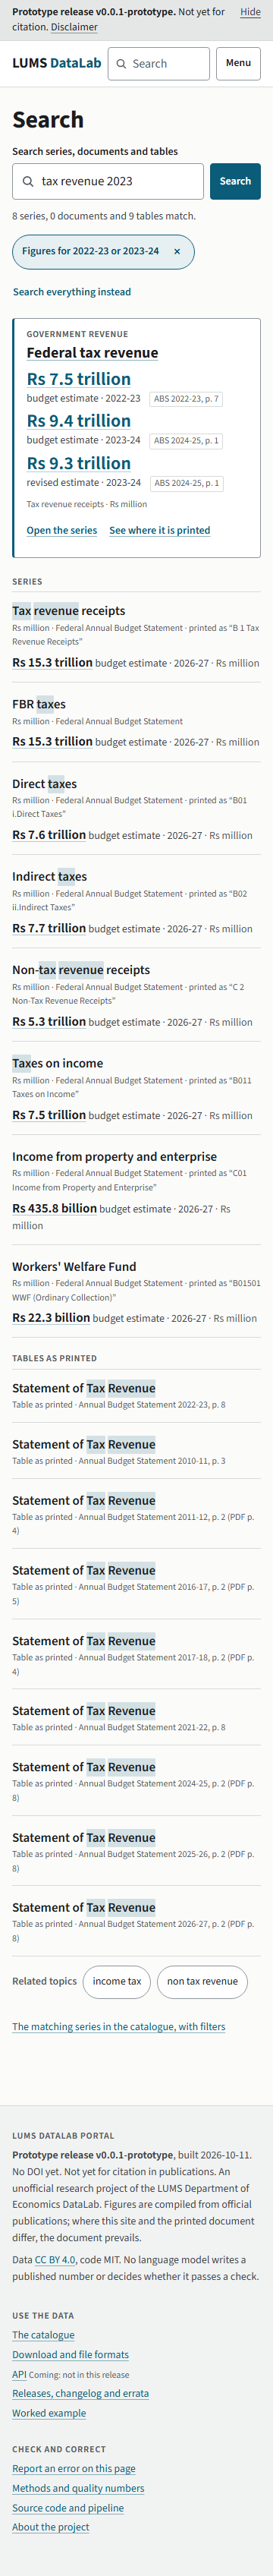 Prototype release v0.0.1-prototype. Not yet for citation. Disclaimer
Hide
LUMS DataLab
Search
Menu
Search
Search series, documents and tables
tax revenue 2023
Search
8 series, 0 documents and 9 tables match.
Figures for 2022-23 or 2023-24 ×
Search everything instead
GOVERNMENT REVENUE
Federal tax revenue
Rs 7.5 trillion
budget estimate · 2022-23 ABS 2022-23, p. 7
Rs 9.4 trillion
budget estimate · 2023-24 ABS 2024-25, p. 1
Rs 9.3 trillion
revised estimate · 2023-24 ABS 2024-25, p. 1
Tax revenue receipts · Rs million
Open the series See where it is printed
SERIES
Tax revenue receipts
Rs million · Federal Annual Budget Statement · printed as “B 1 Tax
Revenue Receipts”
Rs 15.3 trillion budget estimate · 2026-27 · Rs million
FBR taxes
Rs million · Federal Annual Budget Statement
Rs 15.3 trillion budget estimate · 2026-27 · Rs million
Direct taxes
Rs million · Federal Annual Budget Statement · printed as “B01
i.Direct Taxes”
Rs 7.6 trillion budget estimate · 2026-27 · Rs million
Indirect taxes
Rs million · Federal Annual Budget Statement · printed as “B02
ii.Indirect Taxes”
Rs 7.7 trillion budget estimate · 2026-27 · Rs million
Non-tax revenue receipts
Rs million · Federal Annual Budget Statement · printed as “C 2
Non-Tax Revenue Receipts”
Rs 5.3 trillion budget estimate · 2026-27 · Rs million
Taxes on income
Rs million · Federal Annual Budget Statement · printed as “B011
Taxes on Income”
Rs 7.5 trillion budget estimate · 2026-27 · Rs million
Income from property and enterprise
Rs million · Federal Annual Budget Statement · printed as “C01
Income from Property and Enterprise”
Rs 435.8 billion budget estimate · 2026-27 · Rs
million
Workers' Welfare Fund
Rs million · Federal Annual Budget Statement · printed as “B01501
WWF (Ordinary Collection)”
Rs 22.3 billion budget estimate · 2026-27 · Rs million
TABLES AS PRINTED
Statement of Tax Revenue
Table as printed · Annual Budget Statement 2022-23, p. 8
Statement of Tax Revenue
Table as printed · Annual Budget Statement 2010-11, p. 3
Statement of Tax Revenue
Table as printed · Annual Budget Statement 2011-12, p. 2 (PDF p.
4)
Statement of Tax Revenue
Table as printed · Annual Budget Statement 2016-17, p. 2 (PDF p.
5)
Statement of Tax Revenue
Table as printed · Annual Budget Statement 2017-18, p. 2 (PDF p.
4)
Statement of Tax Revenue
Table as printed · Annual Budget Statement 2021-22, p. 8
Statement of Tax Revenue
Table as printed · Annual Budget Statement 2024-25, p. 2 (PDF p.
8)
Statement of Tax Revenue
Table as printed · Annual Budget Statement 2025-26, p. 2 (PDF p.
8)
Statement of Tax Revenue
Table as printed · Annual Budget Statement 2026-27, p. 2 (PDF p.
8)
Related topics income tax non tax revenue
The matching series in the catalogue, with filters
LUMS DATALAB PORTAL
Prototype release v0.0.1-prototype, built 2026-10-11.
No DOI yet. Not yet for citation in publications. An
unofficial research project of the LUMS Department of
Economics DataLab. Figures are compiled from official
publications; where this site and the printed document
differ, the document prevails.
Data CC BY 4.0, code MIT. No language model writes a
published number or decides whether it passes a check.
USE THE DATA
The catalogue
Download and file formats
API Coming: not in this release
Releases, changelog and errata
Worked example
CHECK AND CORRECT
Report an error on this page
Methods and quality numbers
Source code and pipeline
About the project